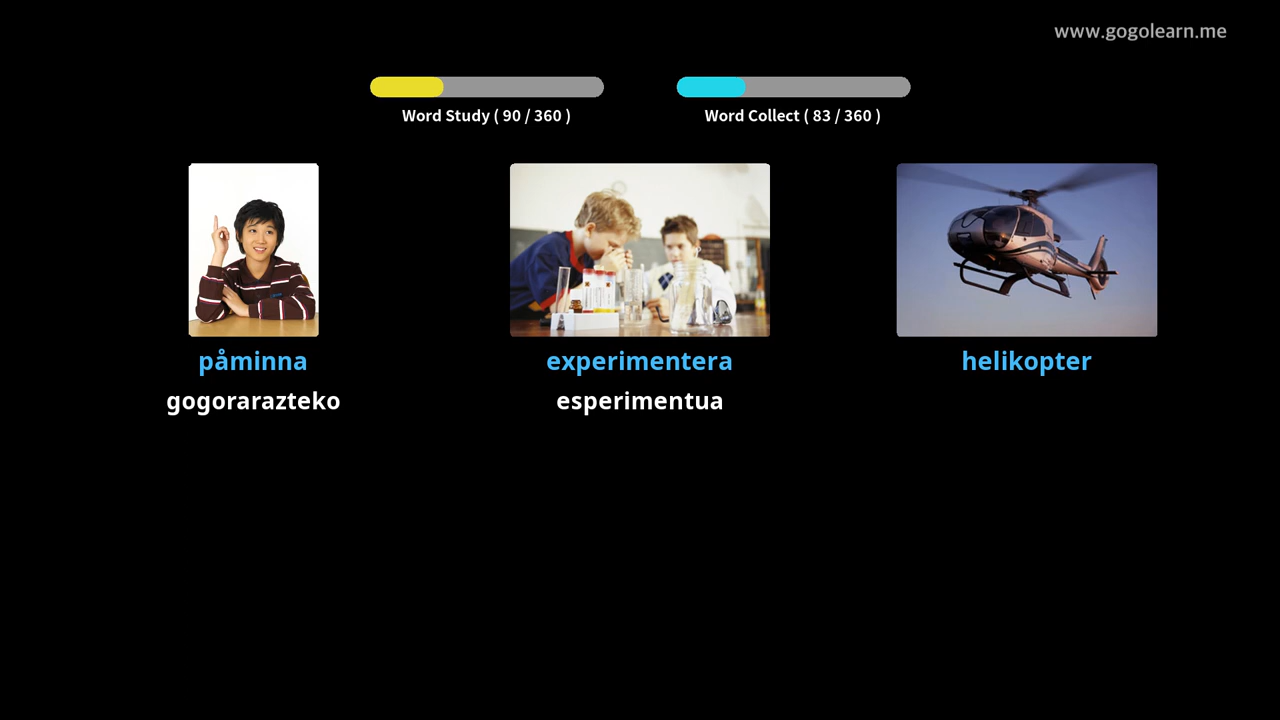 www.gogolearn.me
Word Study ( 90 / 360 )
Word Collect ( 83 / 360 )
påminna
gogorarazteko
experimentera
esperimentua
helikopter